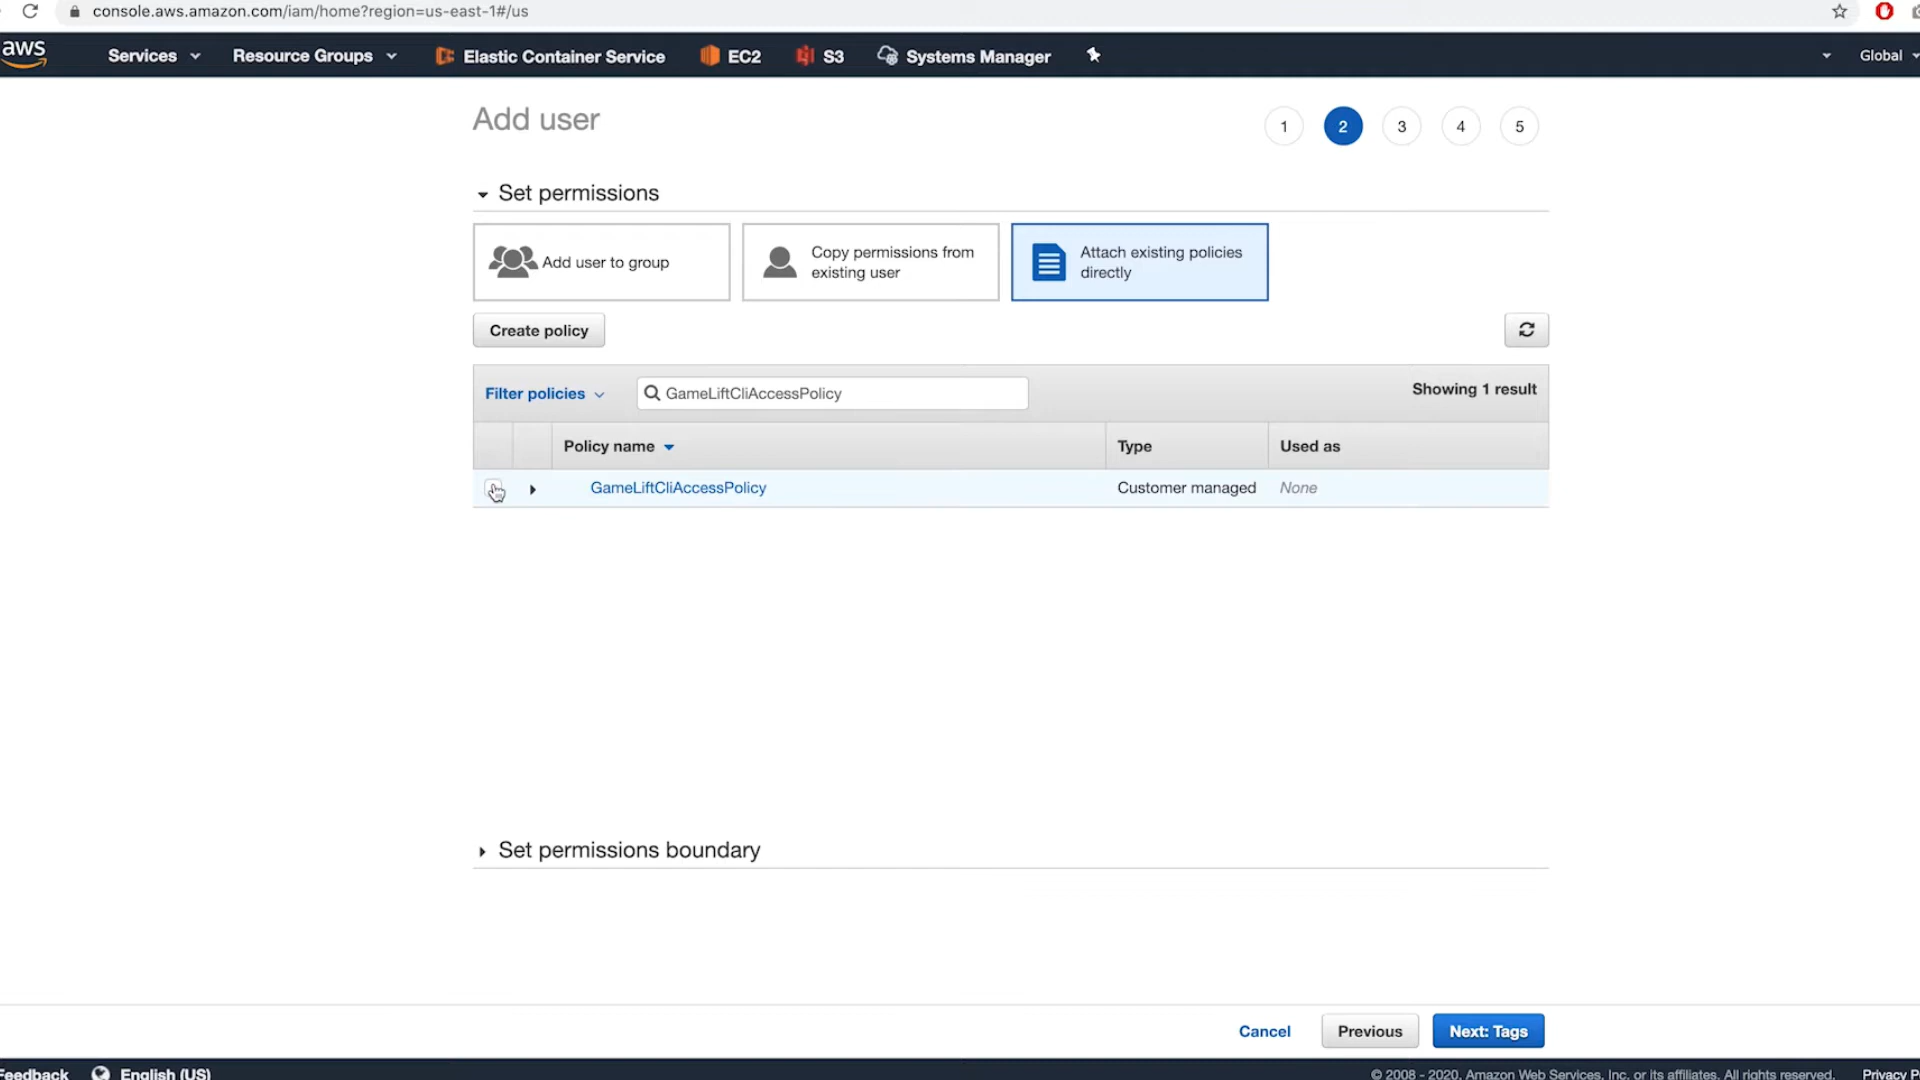 console.aws.amazon.com/iam/home?region=us-east-1#/us
aws
Services
Resource Groups
Elastic Container Service
EC2
S3
Systems Manager
Global
Add user
1
2
3
4
5
Set permissions
Add user to group
Copy permissions from
existing user
Attach existing policies
directly
Create policy
Filter policies
GameLiftCliAccessPolicy
Showing 1 result
Policy name
Type
Used as
GameLiftCliAccessPolicy
Customer managed
None
Set permissions boundary
Cancel
Previous
Next: Tags
Feedback
English (US)
© 2008 - 2020, Amazon Web Services, Inc. or its affiliates. All rights reserved.
Privacy P